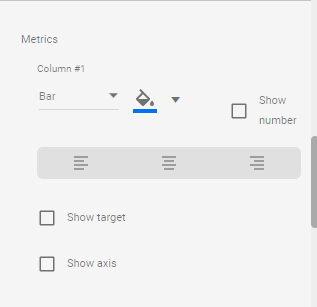 Metrics
Column #1
Bar
Show
number
Show target
Show axis